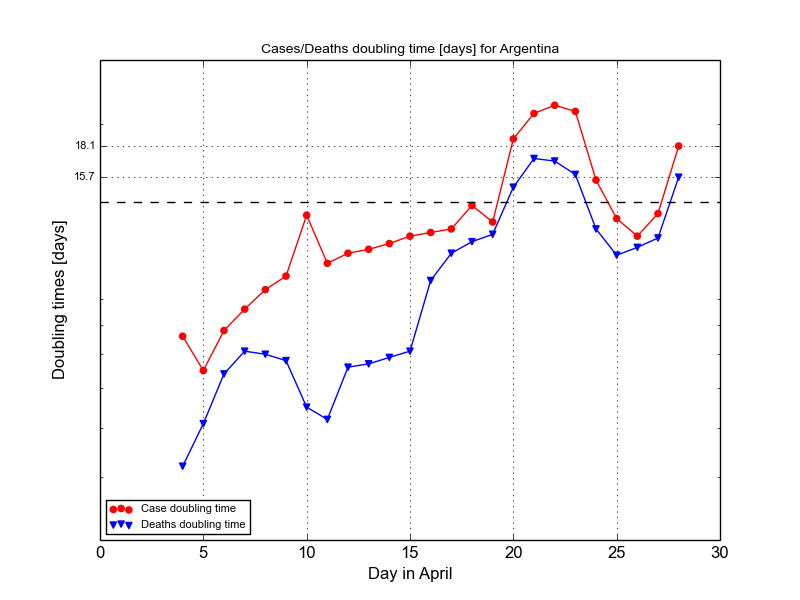 Cases/Deaths doubling time [days] for Argentina
18.1
15.7
Doubling times [days]
Case doubling time
Deaths doubling time
0 5 10 15 20 25 30
Day in April